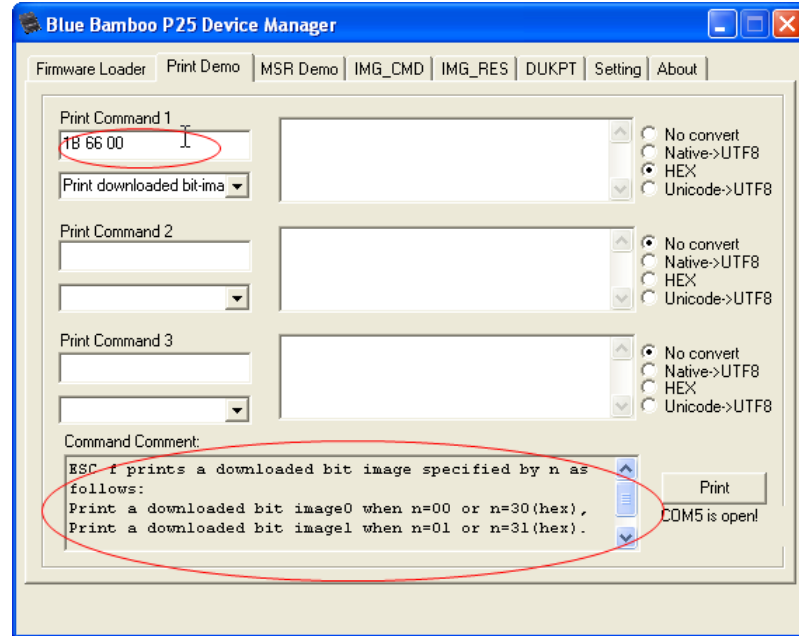 Blue Bamboo P25 Device Manager
Firmware Loader Print Demo MSR Demo IMG_CMD IMG_RES DUKPT Setting About
Print Command 1
1B 66 00
Print downloaded bit-ima
No convert
Native->UTF8
HEX
Unicode->UTF8
Print Command 2
No convert
Native->UTF8
HEX
Unicode->UTF8
Print Command 3
No convert
Native->UTF8
HEX
Unicode->UTF8
Command Comment:
ESC f prints a downloaded bit image specified by n as
follows:
Print a downloaded bit image0 when n=00 or n=30(hex),
Print a downloaded bit image1 when n=01 or n=31(hex).
Print
COM5 is open!